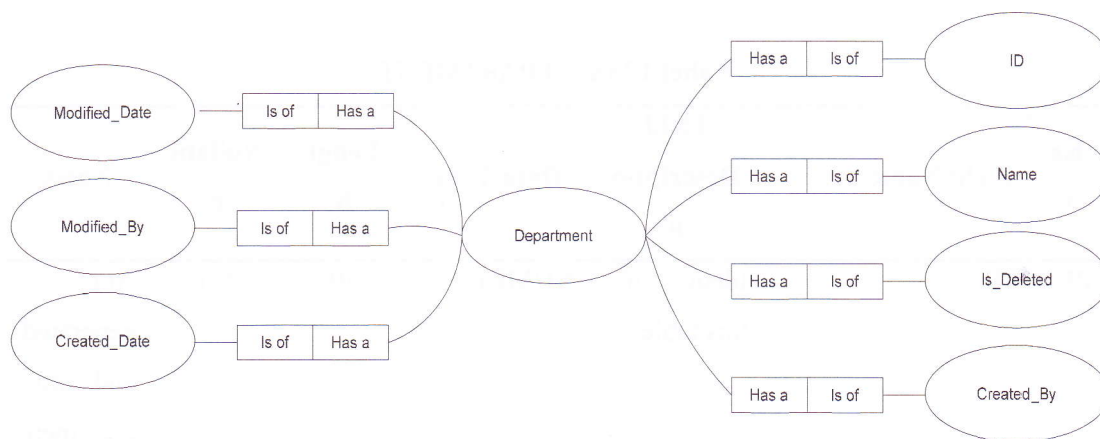 Has a Is of ID
Modified_Date Is of Has a
Has a Is of Name
Modified_By Is of Has a
Department
Has a Is of Is_Deleted
Created_Date Is of Has a
Has a Is of Created_By